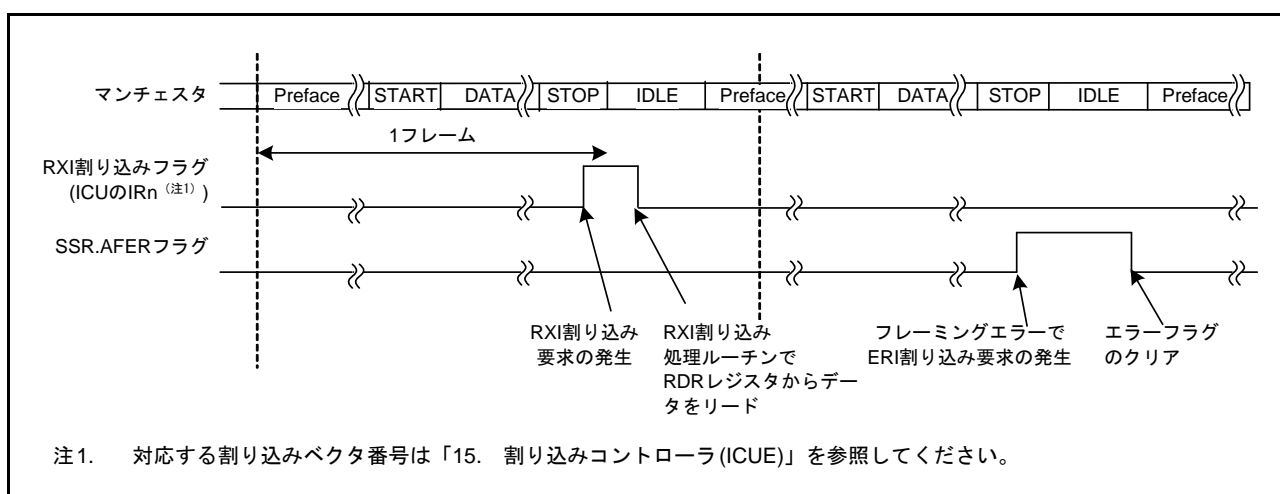 マンチェスタ Preface START DATA STOP IDLE Preface START DATA STOP IDLE Preface
1フレーム
RXI割り込みフラグ
(ICUのIRn（注1）)
SSR.AFERフラグ
RXI割り込み
要求の発生
RXI割り込み
処理ルーチンで
RDRレジスタからデー
タをリード
フレーミングエラーで
ERI割り込み要求の発生
エラーフラグ
のクリア
注1. 対応する割り込みベクタ番号は「15. 割り込みコントローラ(ICUE)」を参照してください。